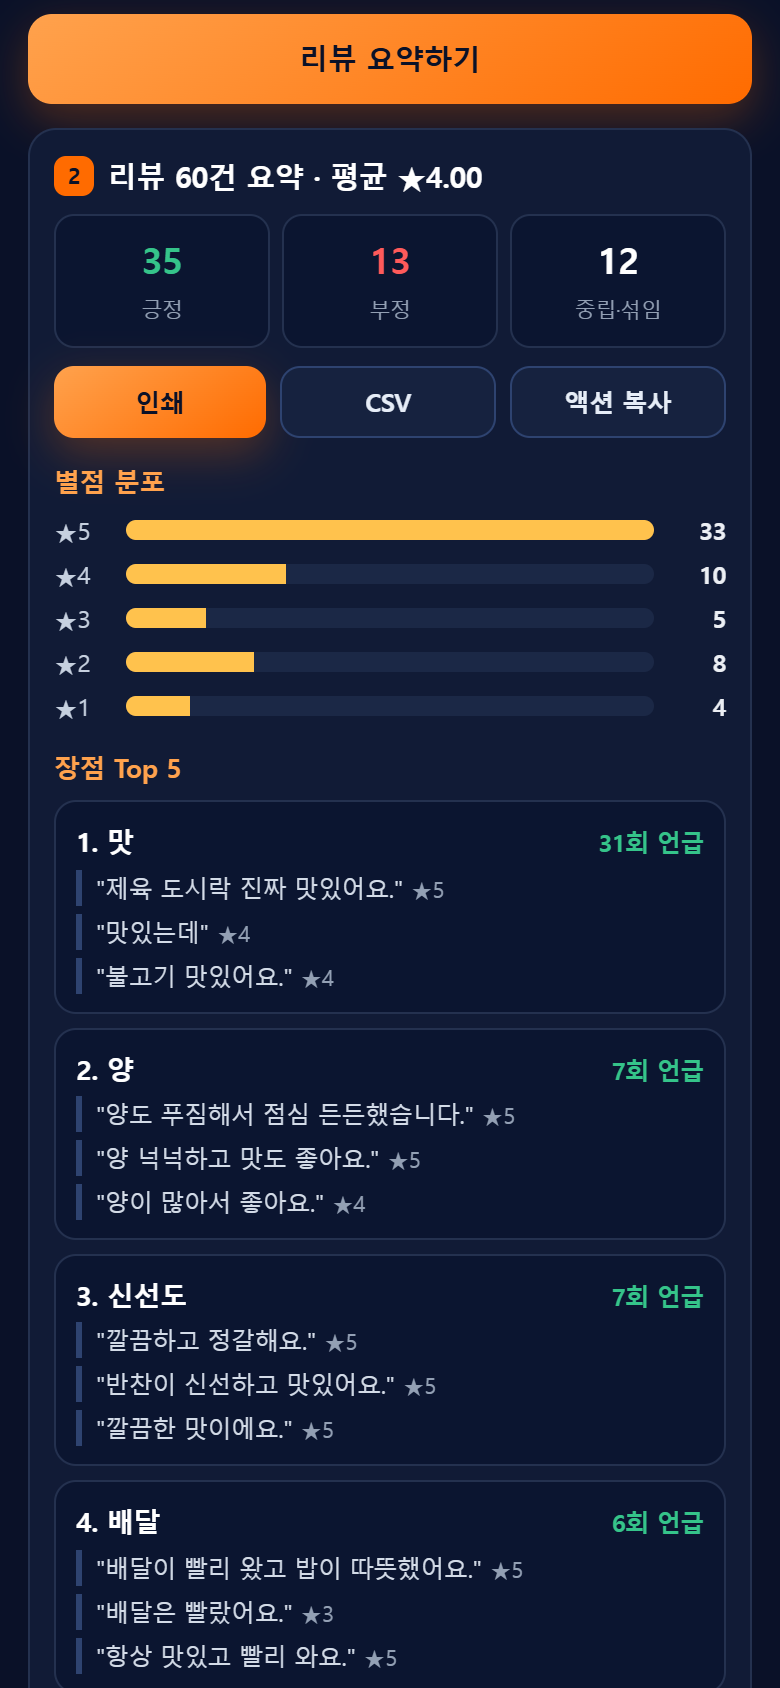 리뷰 요약하기
2 리뷰 60건 요약 · 평균 ★4.00
35 13 12
긍정 부정 중립·섞임
인쇄 CSV 액션 복사
별점 분포
★5 33
★4 10
★3 5
★2 8
★1 4
장점 Top 5
1. 맛 31회 언급
"제육 도시락 진짜 맛있어요." ★5
"맛있는데" ★4
"불고기 맛있어요." ★4
2. 양 7회 언급
"양도 푸짐해서 점심 든든했습니다." ★5
"양 넉넉하고 맛도 좋아요." ★5
"양이 많아서 좋아요." ★4
3. 신선도 7회 언급
"깔끔하고 정갈해요." ★5
"반찬이 신선하고 맛있어요." ★5
"깔끔한 맛이에요." ★5
4. 배달 6회 언급
"배달이 빨리 왔고 밥이 따뜻했어요." ★5
"배달은 빨랐어요." ★3
"항상 맛있고 빨리 와요." ★5